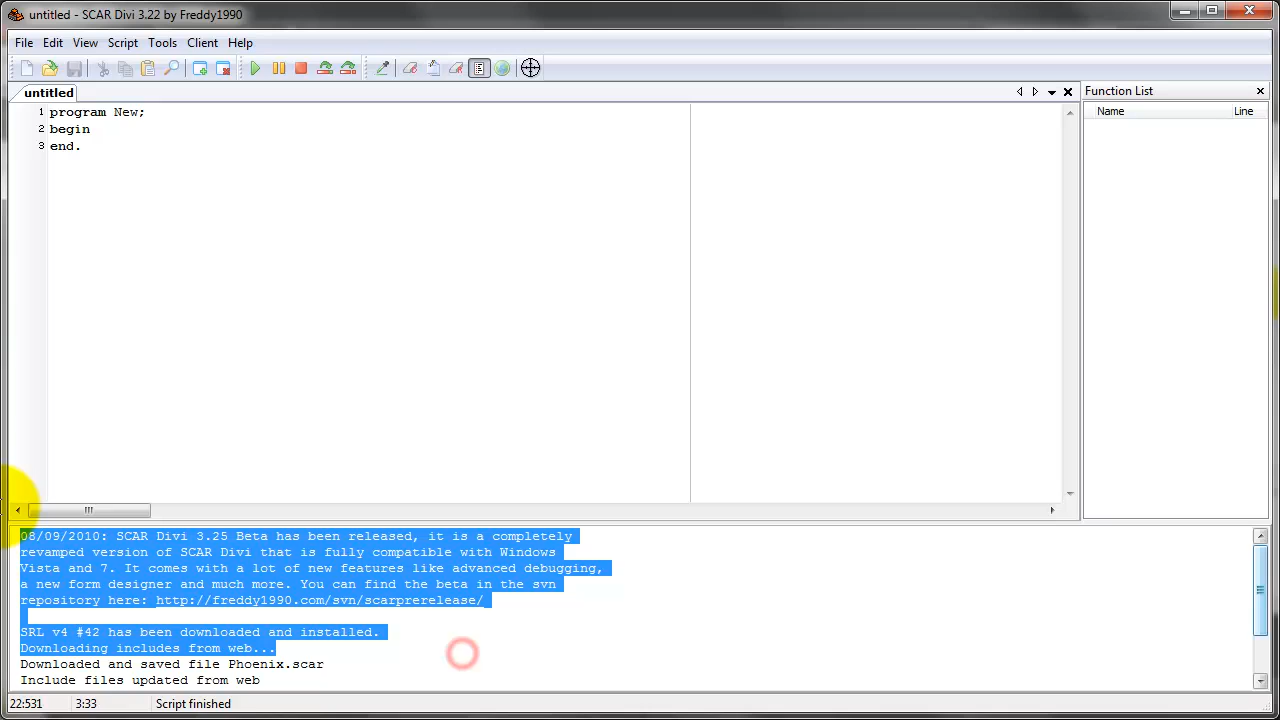 untitled - SCAR Divi 3.22 by Freddy1990
File Edit View Script Tools Client Help
untitled
Function List
Name Line
1 program New;
2 begin
3 end.
08/09/2010: SCAR Divi 3.25 Beta has been released, it is a completely
revamped version of SCAR Divi that is fully compatible with Windows
Vista and 7. It comes with a lot of new features like advanced debugging,
a new form designer and much more. You can find the beta in the svn
repository here: http://freddy1990.com/svn/scarprerelease/
SRL v4 #42 has been downloaded and installed.
Downloading includes from web...
Downloaded and saved file Phoenix.scar
Include files updated from web
22:531 3:33 Script finished